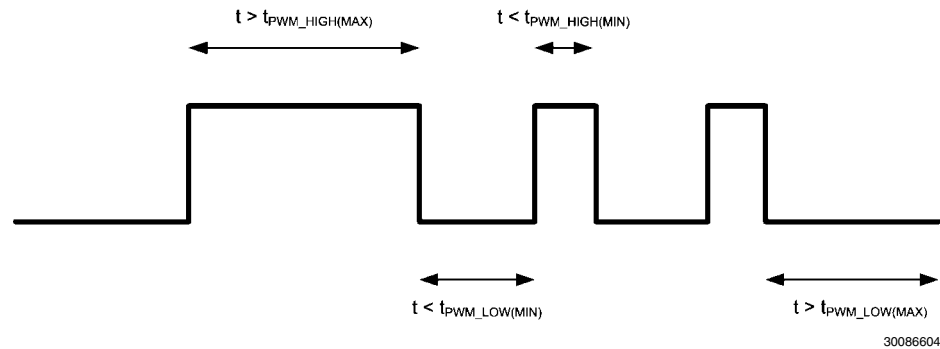 t > tPWM_HIGH(MAX)
t < tPWM_HIGH(MIN)
t < tPWM_LOW(MIN)
t > tPWM_LOW(MAX)
30086604